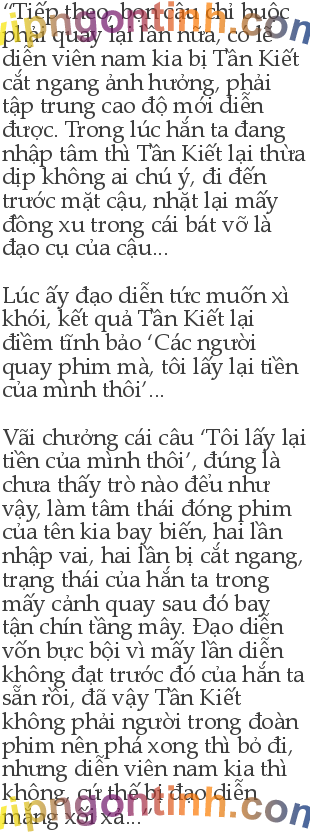 “Tiếp theo, bọn cậu chỉ buộc
phải quay lại lần nữa, có lẽ
diễn viên nam kia bị Tần Kiết
cắt ngang ảnh hưởng, phải
tập trung cao độ mới diễn
được. Trong lúc hắn ta đang
nhập tâm thì Tần Kiết lại thừa
dịp không ai chú ý, đi đến
trước mặt cậu, nhặt lại mấy
đồng xu trong cái bát vỡ là
đạo cụ của cậu...
Lúc ấy đạo diễn tức muốn xì
khói, kết quả Tần Kiết lại
điềm tĩnh bảo ‘Các người
quay phim mà, tôi lấy lại tiền
của mình thôi’...
Vãi chưởng cái câu ‘Tôi lấy lại
tiền của mình thôi’, đúng là
chưa thấy trò nào đểu như
vậy, làm tâm thái đóng phim
của tên kia bay biến, hai lần
nhập vai, hai lần bị cắt ngang,
trạng thái của hắn ta trong
mấy cảnh quay sau đó bay
tận chín tầng mây. Đạo diễn
vốn bực bội vì mấy lần diễn
không đạt trước đó của hắn ta
sẵn rồi, đã vậy Tần Kiết
không phải người trong đoàn
phim nên phá xong thì bỏ đi,
nhưng diễn viên nam kia thì
không, cứ thế bị đạo diễn
mắng xối xả...”
vipngontinh.com
vipngontinh.com